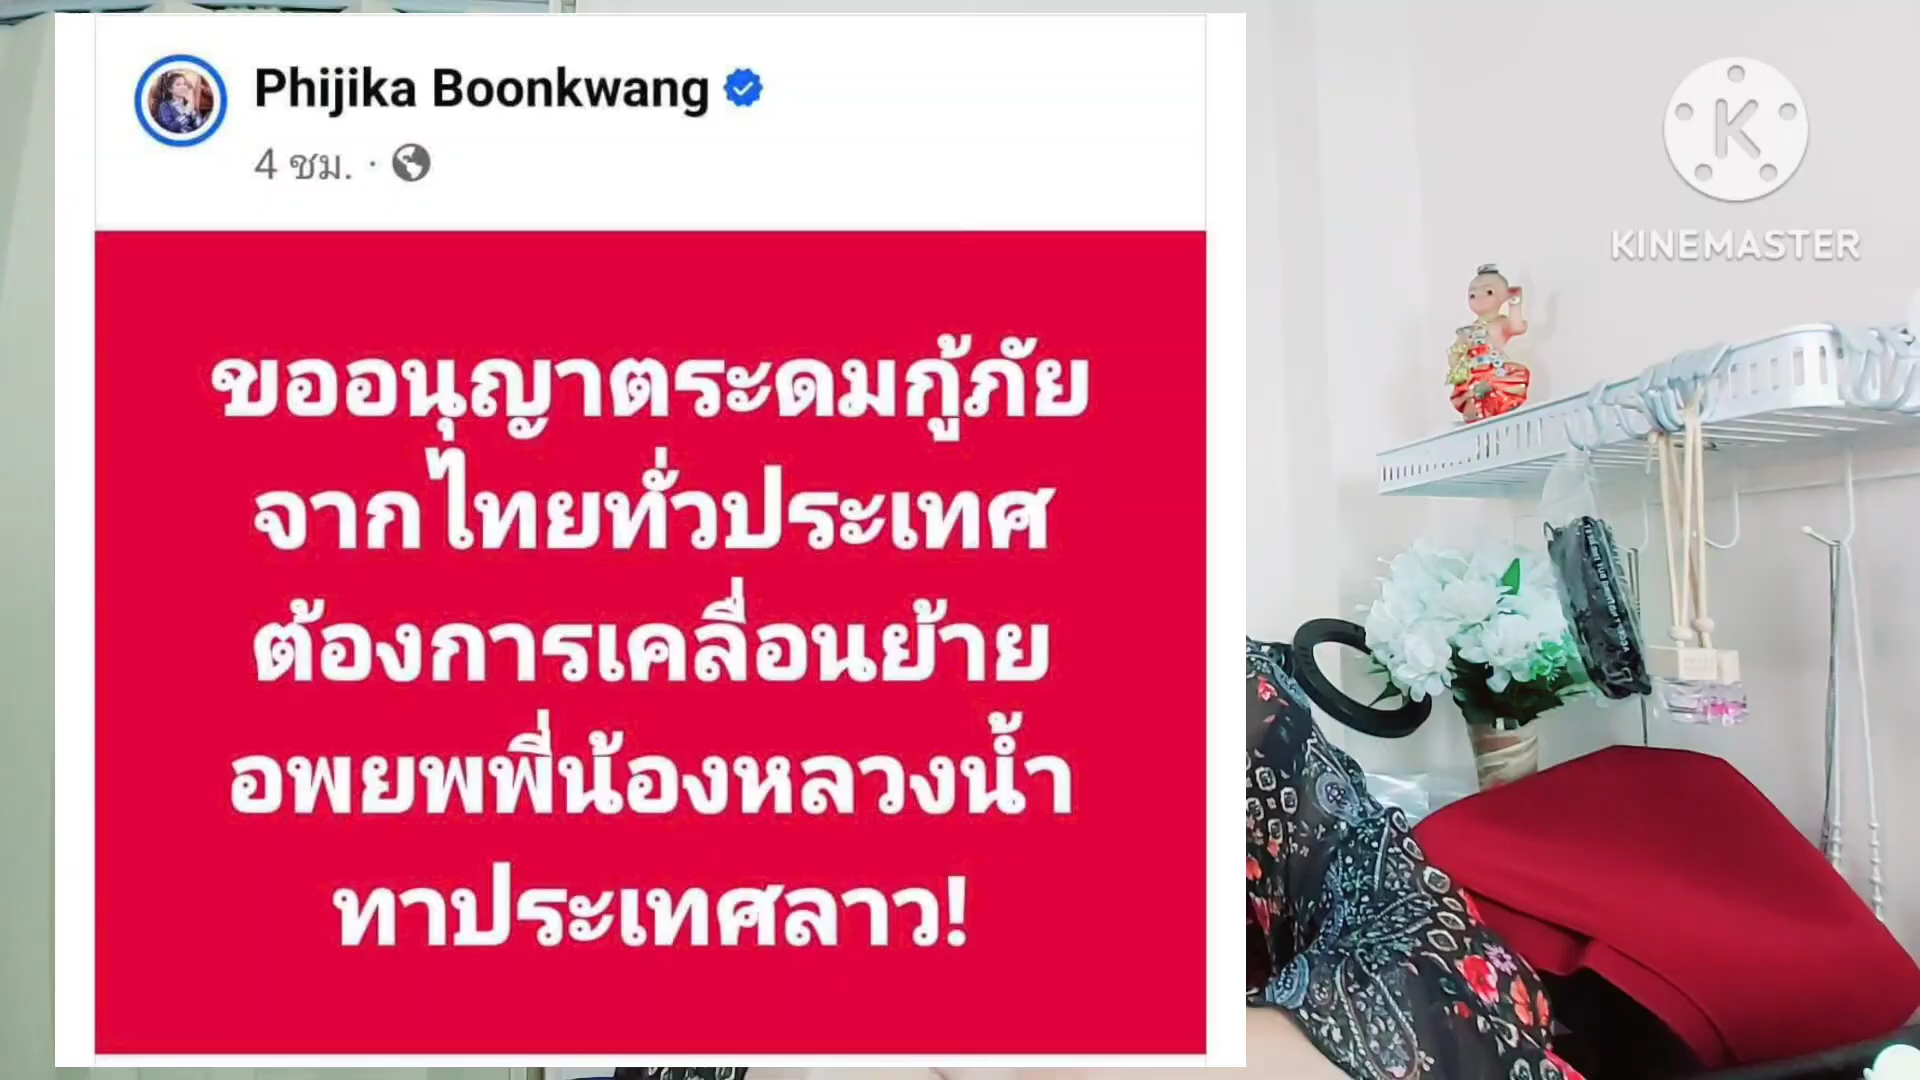 Phijika Boonkwang
4 ชม.
ขออนุญาตระดมกู้ภัย
จากไทยทั่วประเทศ
ต้องการเคลื่อนย้าย
อพยพพี่น้องหลวงน้ำ
ทาประเทศลาว!
K
KINEMASTER